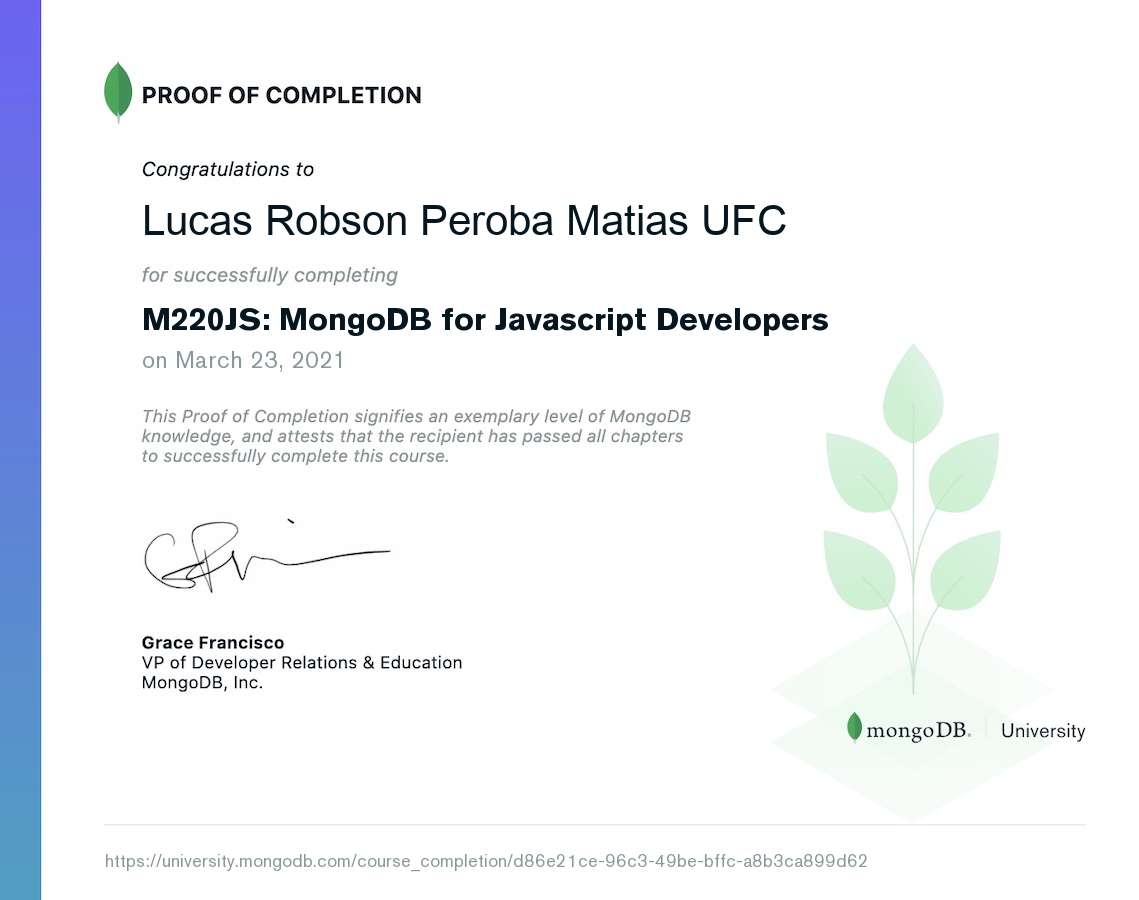 PROOF OF COMPLETION
Congratulations to
Lucas Robson Peroba Matias UFC
for successfully completing
M220JS: MongoDB for Javascript Developers
on March 23, 2021
This Proof of Completion signifies an exemplary level of MongoDB
knowledge, and attests that the recipient has passed all chapters
to successfully complete this course.
Grace Francisco
VP of Developer Relations & Education
MongoDB, Inc.
mongoDB. University
https://university.mongodb.com/course_completion/d86e21ce-96c3-49be-bffc-a8b3ca899d62